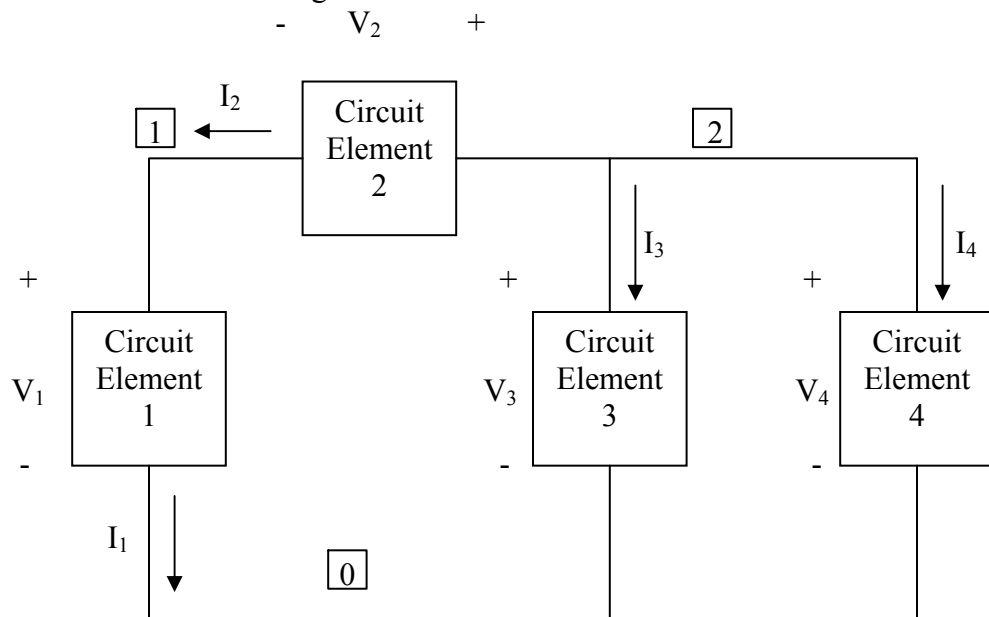 - V₂ +
I₂
1
Circuit
Element
2
2
I₃
I₄
+
V₁
-
Circuit
Element
1
+
V₃
-
Circuit
Element
3
+
V₄
-
Circuit
Element
4
I₁
0